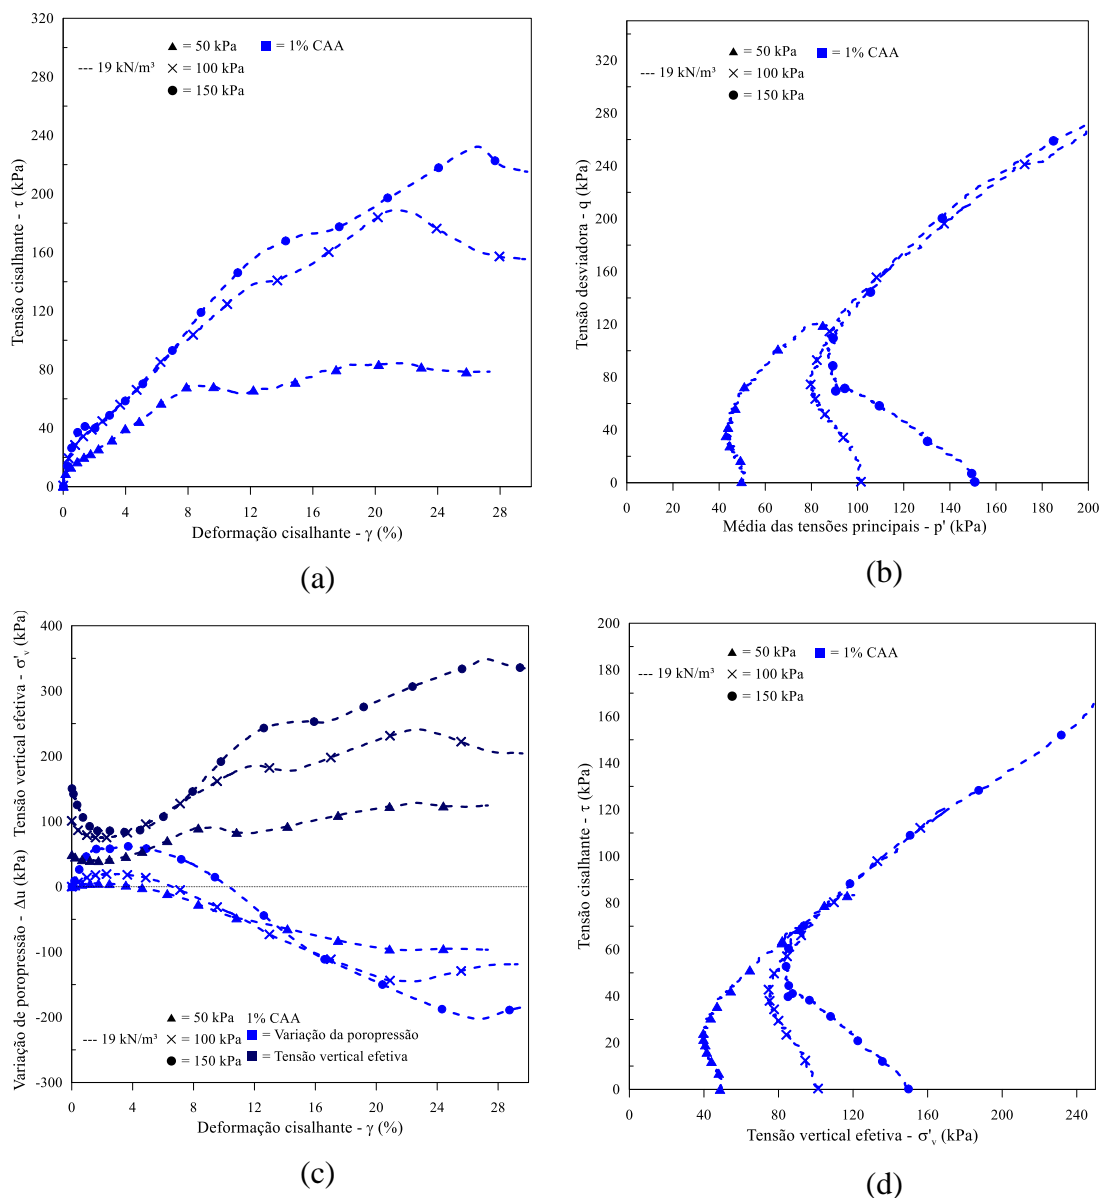 320
280
240
200
160
120
80
40
0
Tensão cisalhante - τ (kPa)
= 50 kPa
= 1% CAA
--- 19 kN/m³
= 100 kPa
= 150 kPa
0 4 8 12 16 20 24 28
Deformação cisalhante - γ (%)
(a)
320
280
240
200
160
120
80
40
0
Tensão desviadora - q (kPa)
= 50 kPa
= 1% CAA
--- 19 kN/m³
= 100 kPa
= 150 kPa
0 20 40 60 80 100 120 140 160 180 200
Média das tensões principais - p' (kPa)
(b)
400
300
200
100
0
-100
-200
-300
Variação de poropressão - Δu (kPa) Tensão vertical efetiva - σ'v (kPa)
= 50 kPa 1% CAA
--- 19 kN/m³
= 100 kPa
= 150 kPa
= Variação da poropressão
= Tensão vertical efetiva
0 4 8 12 16 20 24 28
Deformação cisalhante - γ (%)
(c)
200
180
160
140
120
100
80
60
40
20
0
Tensão cisalhante - τ (kPa)
= 50 kPa
= 1% CAA
--- 19 kN/m³
= 100 kPa
= 150 kPa
0 40 80 120 160 200 240
Tensão vertical efetiva - σ'v (kPa)
(d)